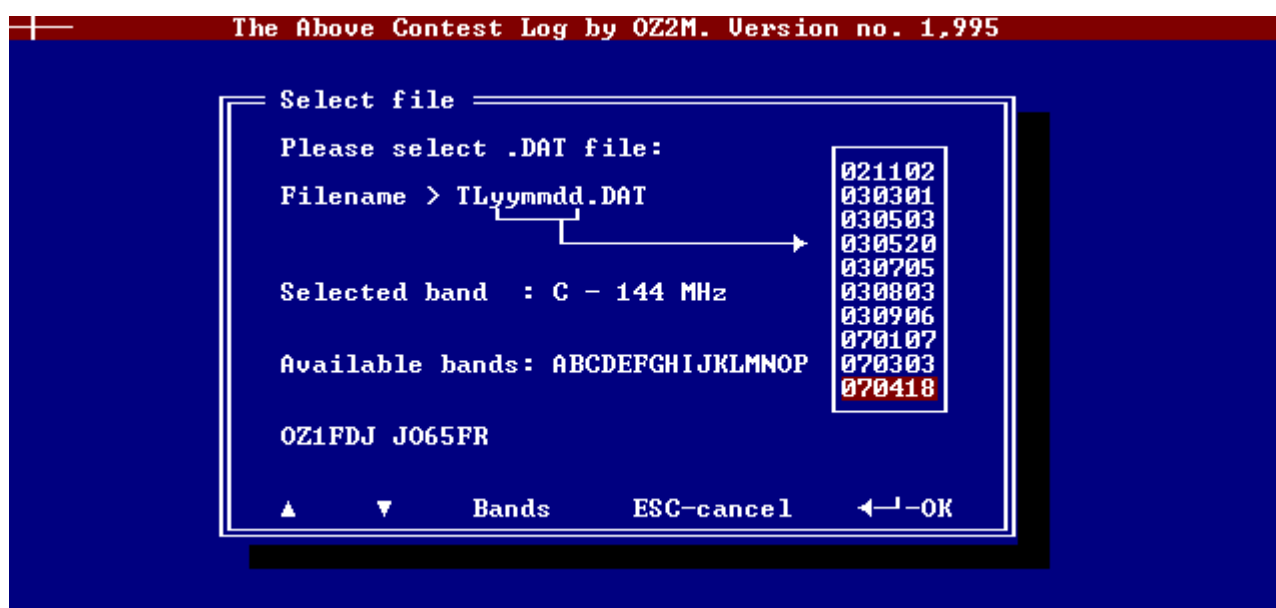 The Above Contest Log by OZ2M. Version no. 1,995
Select file
Please select .DAT file:
Filename > TLyymmdd.DAT
021102
030301
030503
030520
030705
030803
030906
070107
070303
070418
Selected band : C - 144 MHz
Available bands: ABCDEFGHIJKLMNOP
OZ1FDJ JO65FR
▲ ▼ Bands ESC-cancel ◄─┘-OK